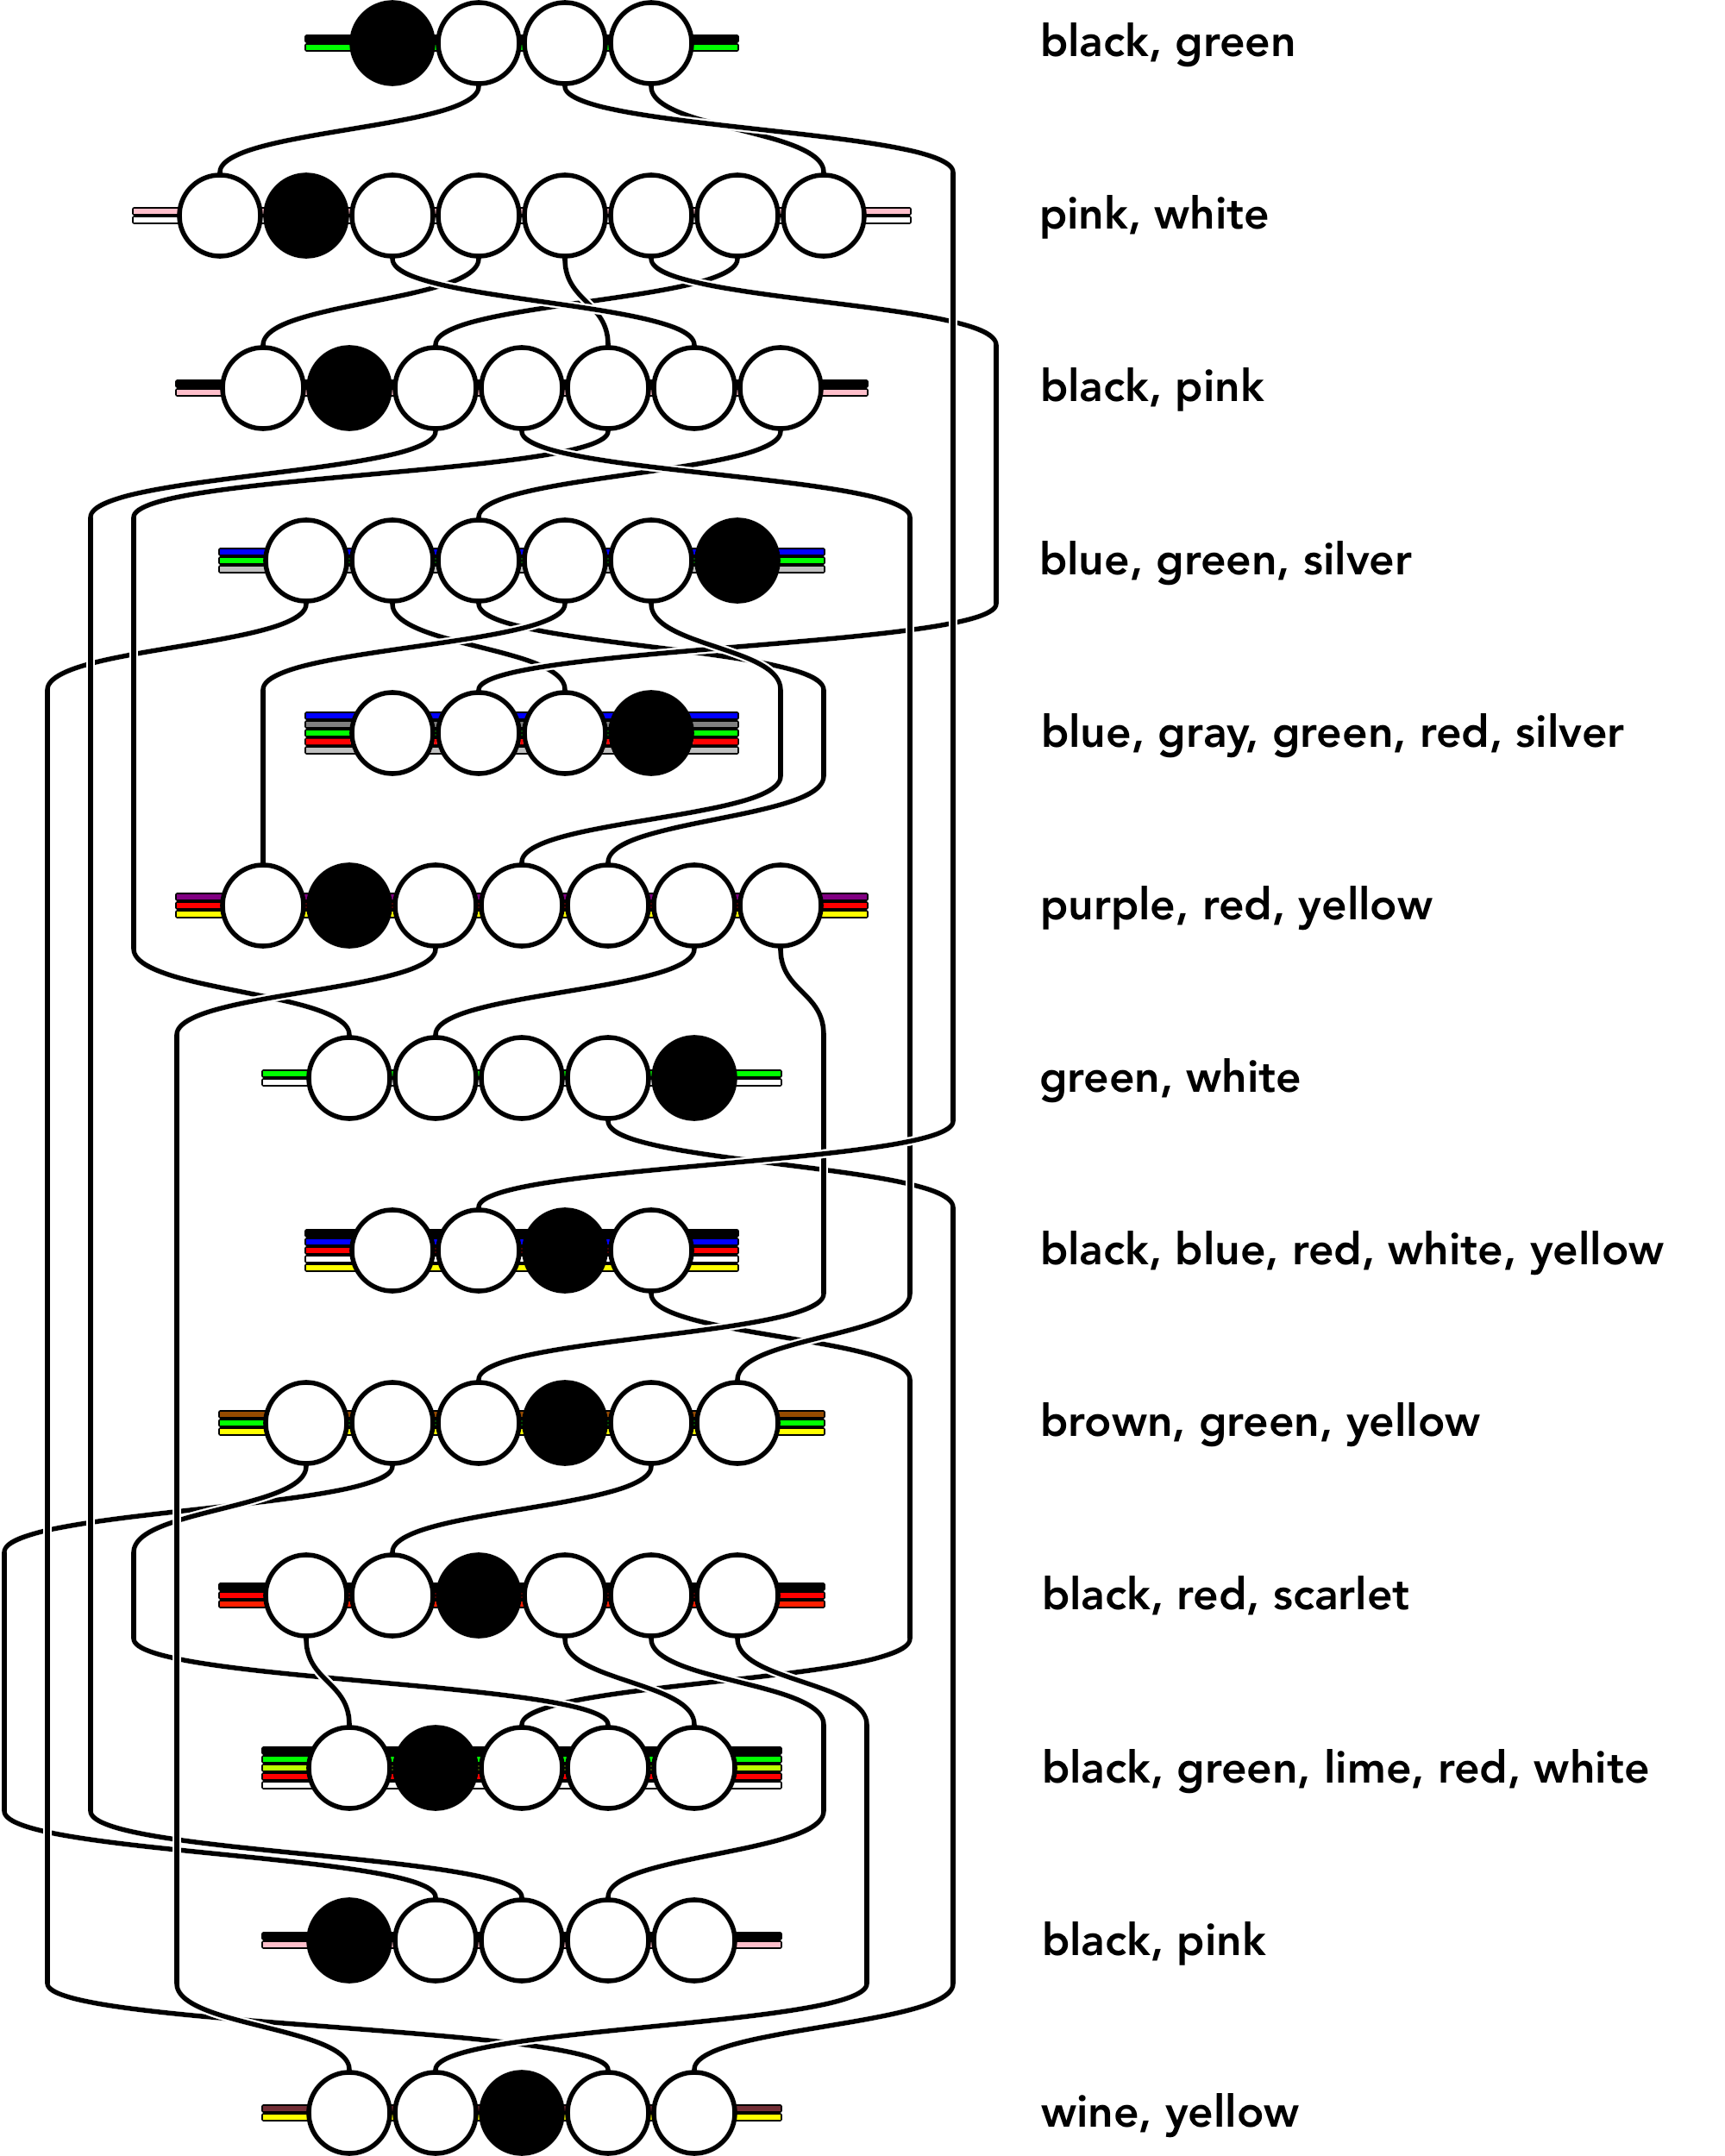 black, green
pink, white
black, pink
blue, green, silver
blue, gray, green, red, silver
purple, red, yellow
green, white
black, blue, red, white, yellow
brown, green, yellow
black, red, scarlet
black, green, lime, red, white
black, pink
wine, yellow